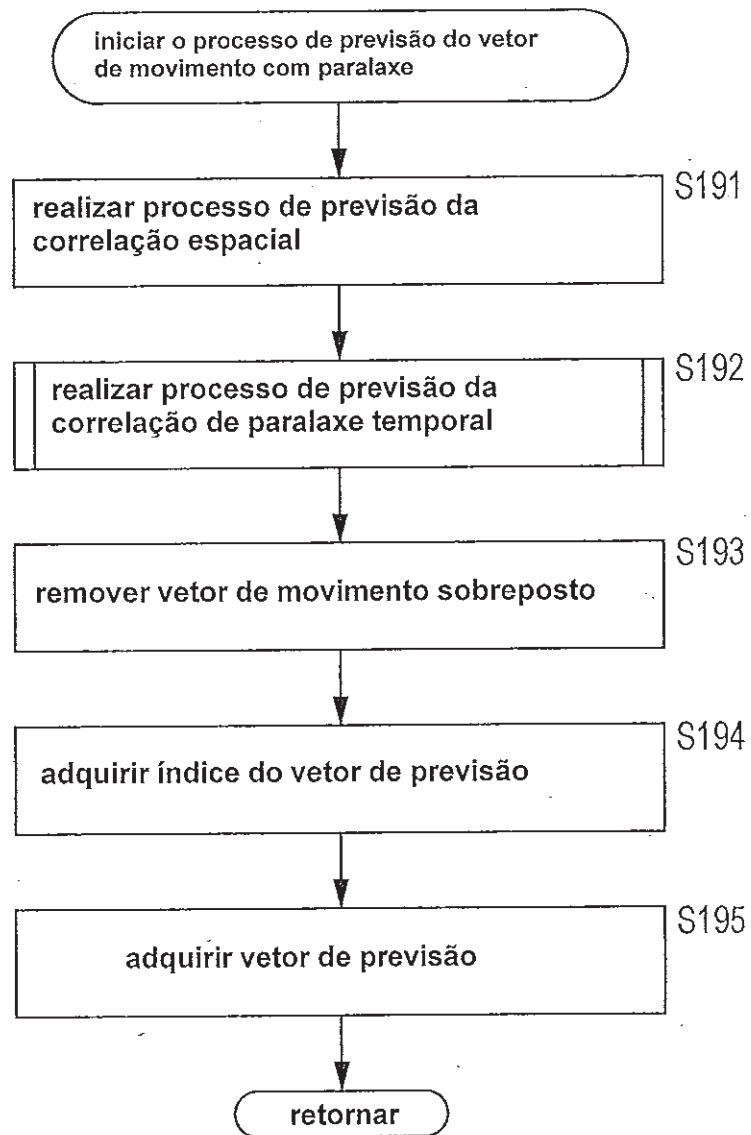 iniciar o processo de previsão do vetor
de movimento com paralaxe
S191
realizar processo de previsão da
correlação espacial
S192
realizar processo de previsão da
correlação de paralaxe temporal
S193
remover vetor de movimento sobreposto
S194
adquirir índice do vetor de previsão
S195
adquirir vetor de previsão
retornar